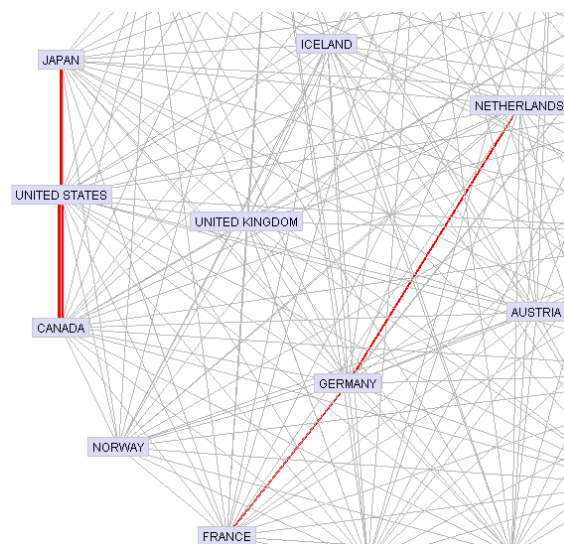 ICELAND
JAPAN
NETHERLANDS
UNITED STATES
UNITED KINGDOM
AUSTRIA
CANADA
GERMANY
NORWAY
FRANCE